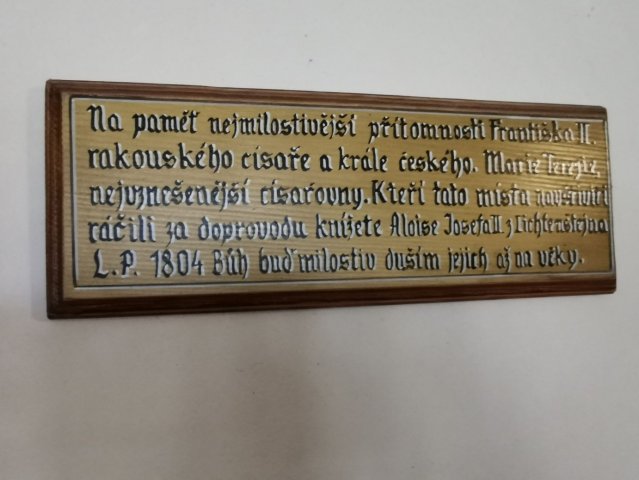 Na paměť nejmilostivější přítomnosti Františka II.
rakouského císaře a krále českého. Marie Terezie,
nejvznešenější císařovny. Kteří tato místa navštíviti
ráčili za doprovodu knížete Aloise Josefa II. z Lichtenštejna
L.P. 1804 Bůh buď milostiv duším jejich až na věky.